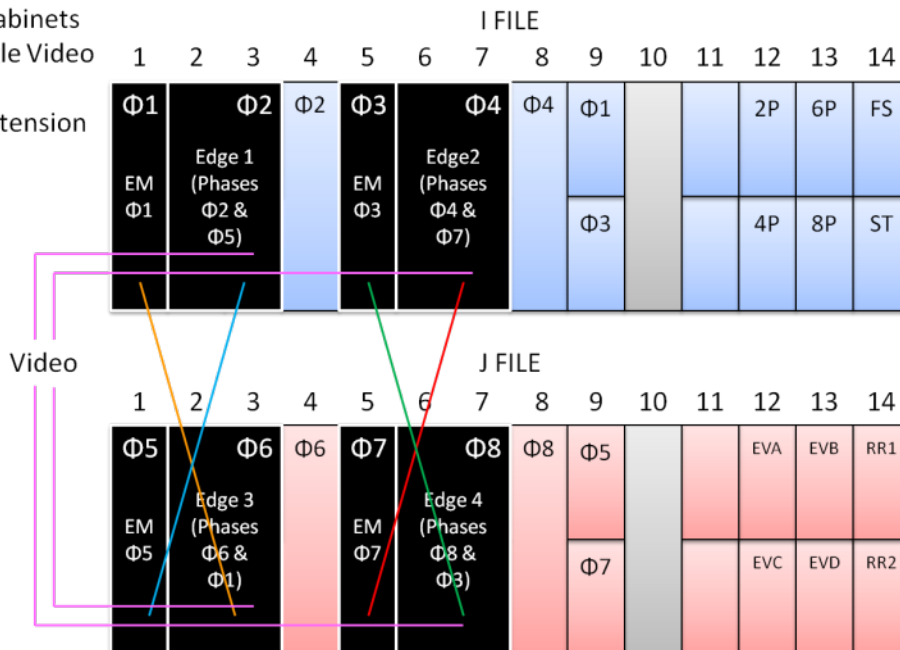 abinets
I FILE
le Video
1 2 3 4 5 6 7 8 9 10 11 12 13 14
tension
Φ1 Φ2 Φ2 Φ3 Φ4 Φ4 Φ1 2P 6P FS
EM
Φ1
Edge 1
(Phases
Φ2 &
Φ5)
EM
Φ3
Edge2
(Phases
Φ4 &
Φ7)
Φ3 4P 8P ST
Video
J FILE
1 2 3 4 5 6 7 8 9 10 11 12 13 14
Φ5 Φ6 Φ6 Φ7 Φ8 Φ8 Φ5 EVA EVB RR1
EM
Φ5
Edge 3
(Phases
Φ6 &
Φ1)
EM
Φ7
Edge 4
(Phases
Φ8 &
Φ3)
Φ7 EVC EVD RR2